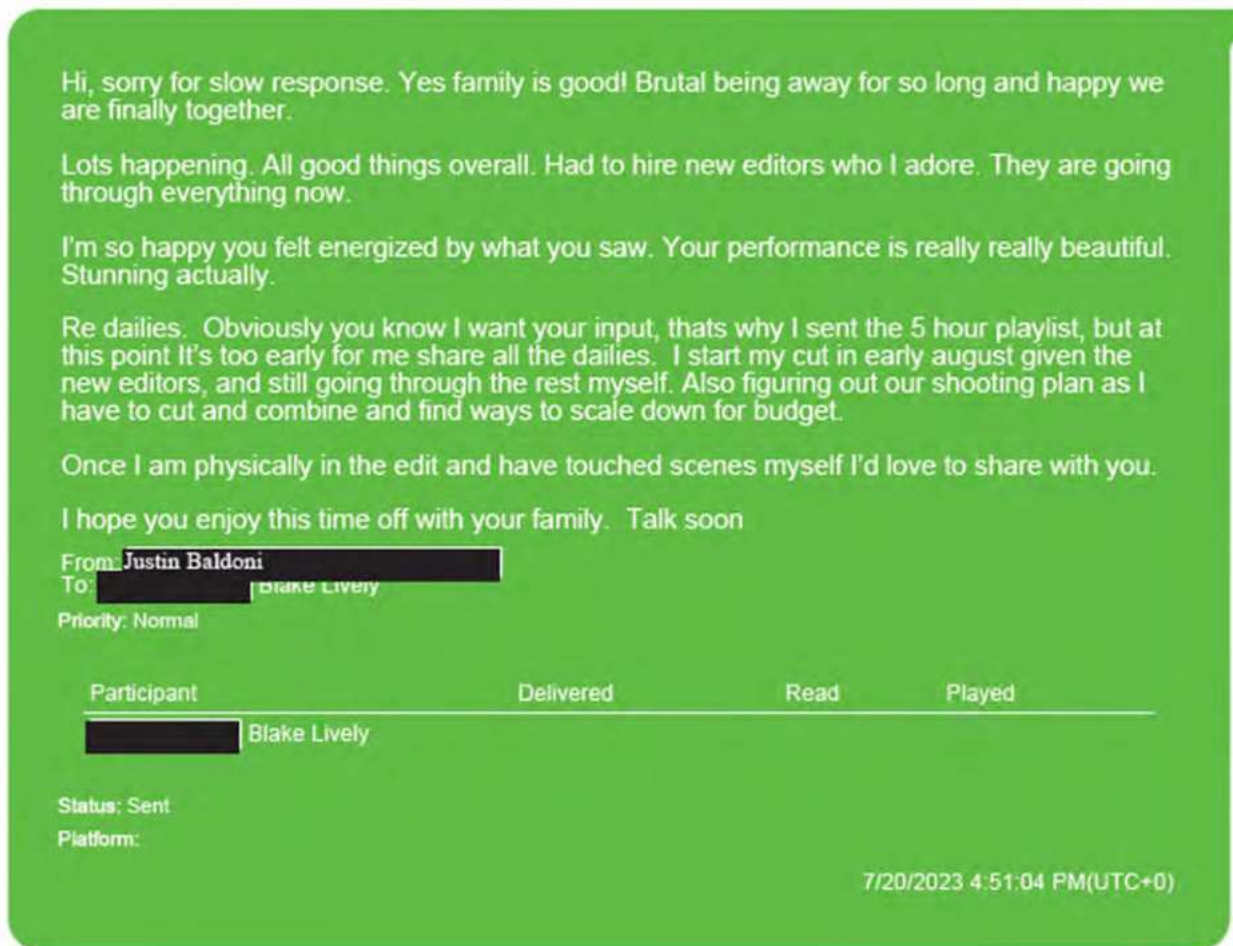 Hi, sorry for slow response. Yes family is good! Brutal being away for so long and happy we
are finally together.
Lots happening. All good things overall. Had to hire new editors who I adore. They are going
through everything now.
I'm so happy you felt energized by what you saw. Your performance is really really beautiful.
Stunning actually.
Re dailies.  Obviously you know I want your input, thats why I sent the 5 hour playlist, but at
this point It's too early for me share all the dailies.  I start my cut in early august given the
new editors, and still going through the rest myself. Also figuring out our shooting plan as I
have to cut and combine and find ways to scale down for budget.
Once I am physically in the edit and have touched scenes myself I'd love to share with you.
I hope you enjoy this time off with your family.  Talk soon
From: Justin Baldoni
To: Blake Lively
Priority: Normal
Participant Delivered Read Played
Blake Lively
Status: Sent
Platform:
7/20/2023 4:51:04 PM(UTC+0)